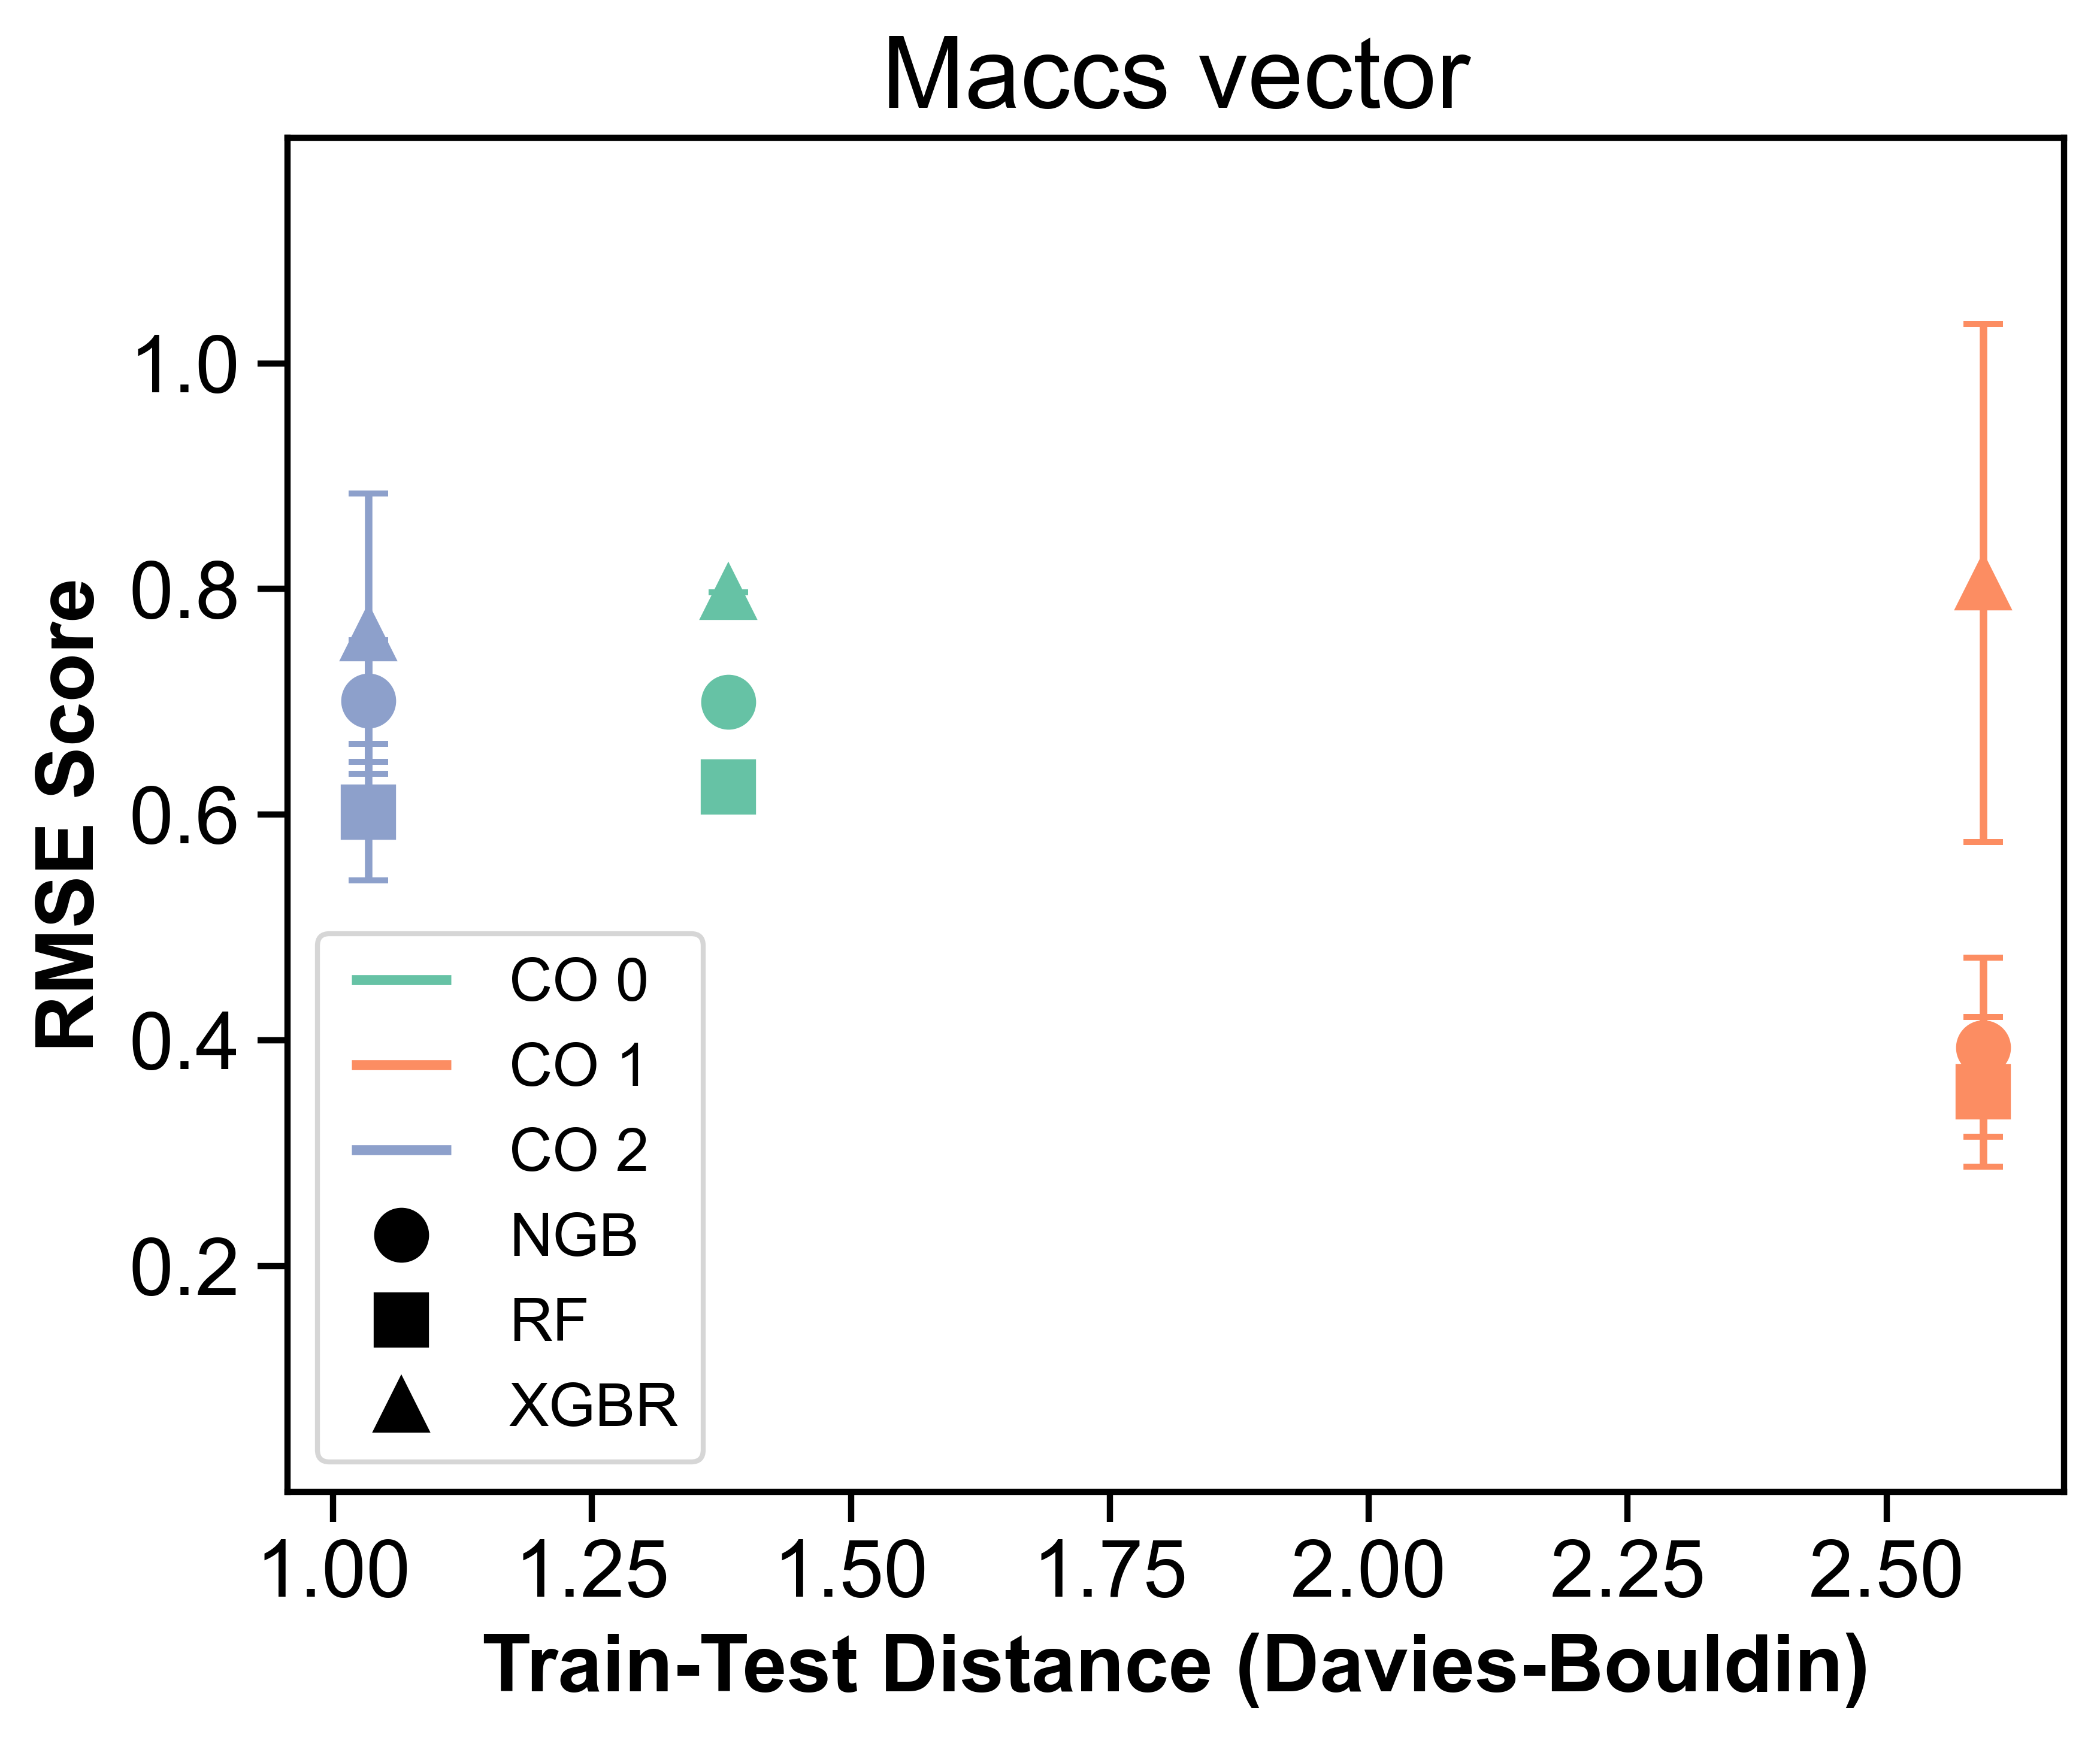 Maccs vector
RMSE Score
1.0
0.8
0.6
0.4
0.2
CO 0
CO 1
CO 2
NGB
RF
XGBR
1.00 1.25 1.50 1.75 2.00 2.25 2.50
Train-Test Distance (Davies-Bouldin)